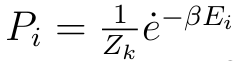 $P_i = \frac{1}{Z_k} \dot{e}^{-\beta E_i}$